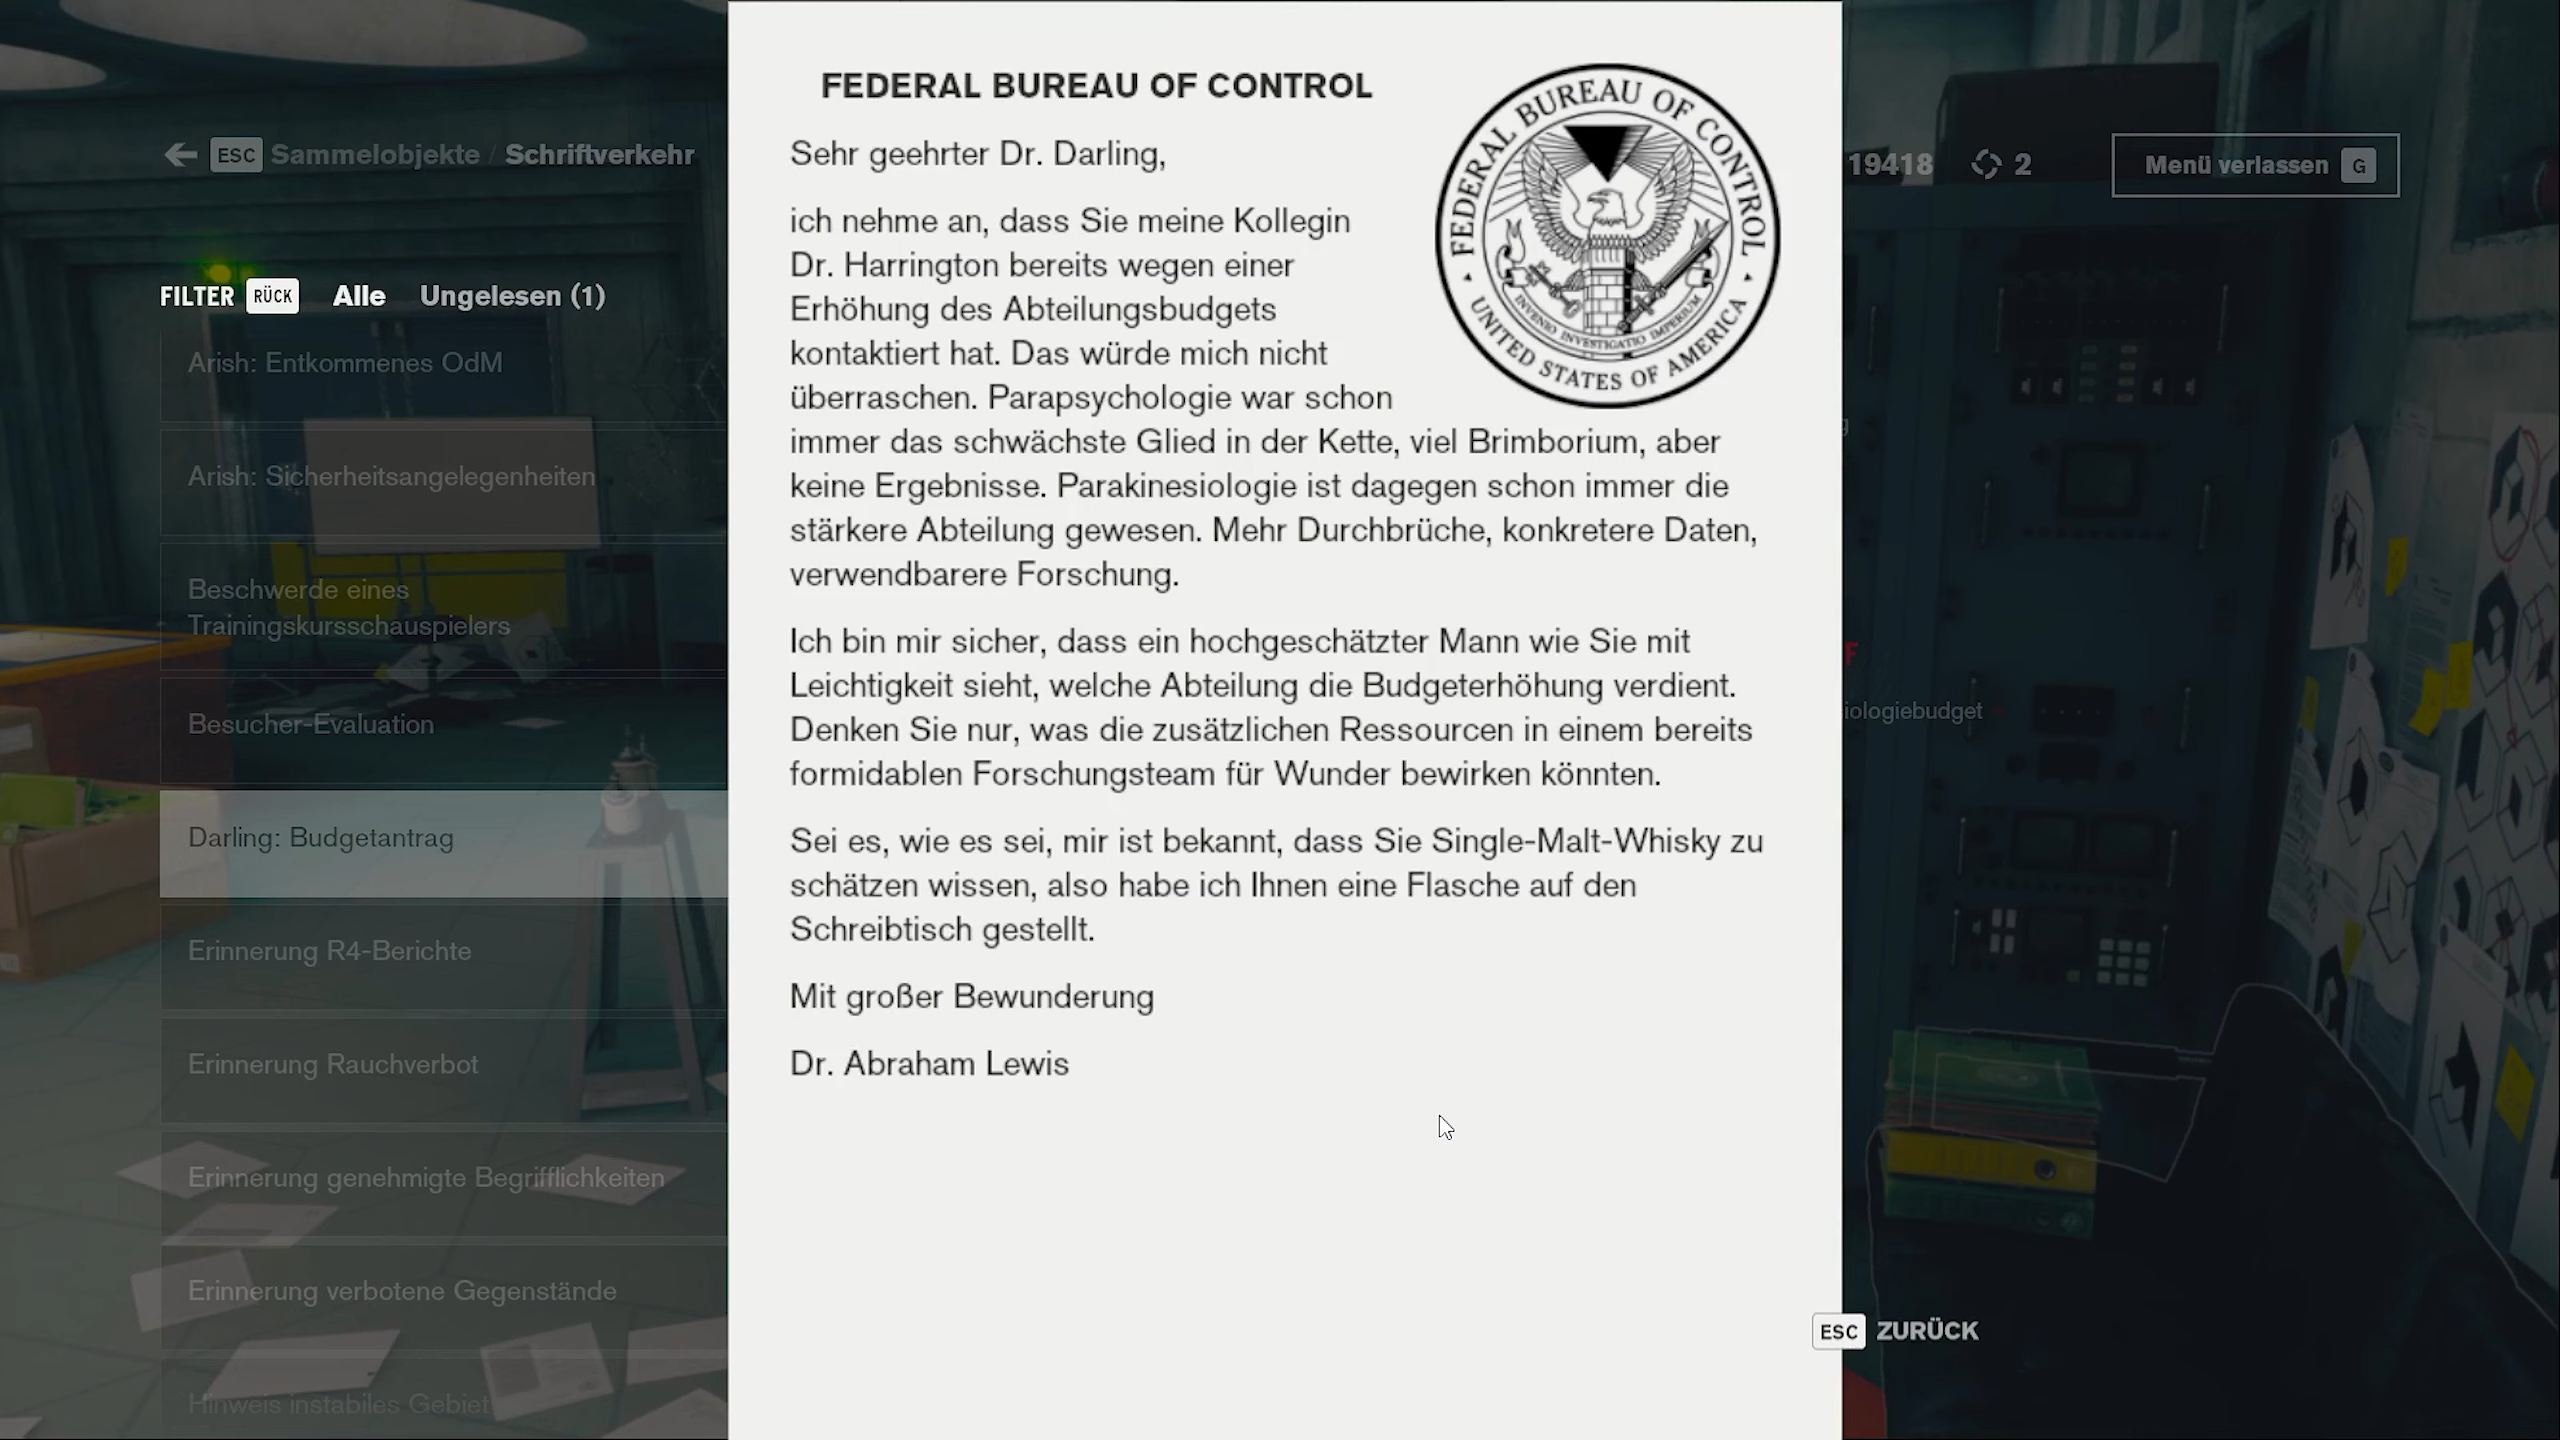 FEDERAL BUREAU OF CONTROL
FEDERAL BUREAU OF CONTROL
UNITED STATES OF AMERICA
INVENIO INVESTIGATIO IMPERIUM
ESC Sammelobjekte / Schriftverkehr
19418 2
Menü verlassen G
FILTER RÜCK Alle Ungelesen (1)
Arish: Entkommenes OdM
Arish: Sicherheitsangelegenheiten
Beschwerde eines
Trainingskursschauspielers
Besucher-Evaluation
Darling: Budgetantrag
Erinnerung R4-Berichte
Erinnerung Rauchverbot
Erinnerung genehmigte Begrifflichkeiten
Erinnerung verbotene Gegenstände
Hinweis instabiles Gebiet
Sehr geehrter Dr. Darling,
ich nehme an, dass Sie meine Kollegin
Dr. Harrington bereits wegen einer
Erhöhung des Abteilungsbudgets
kontaktiert hat. Das würde mich nicht
überraschen. Parapsychologie war schon
immer das schwächste Glied in der Kette, viel Brimborium, aber
keine Ergebnisse. Parakinesiologie ist dagegen schon immer die
stärkere Abteilung gewesen. Mehr Durchbrüche, konkretere Daten,
verwendbarere Forschung.
Ich bin mir sicher, dass ein hochgeschätzter Mann wie Sie mit
Leichtigkeit sieht, welche Abteilung die Budgeterhöhung verdient.
Denken Sie nur, was die zusätzlichen Ressourcen in einem bereits
formidablen Forschungsteam für Wunder bewirken könnten.
Sei es, wie es sei, mir ist bekannt, dass Sie Single-Malt-Whisky zu
schätzen wissen, also habe ich Ihnen eine Flasche auf den
Schreibtisch gestellt.
Mit großer Bewunderung
Dr. Abraham Lewis
iologiebudget
ESC ZURÜCK